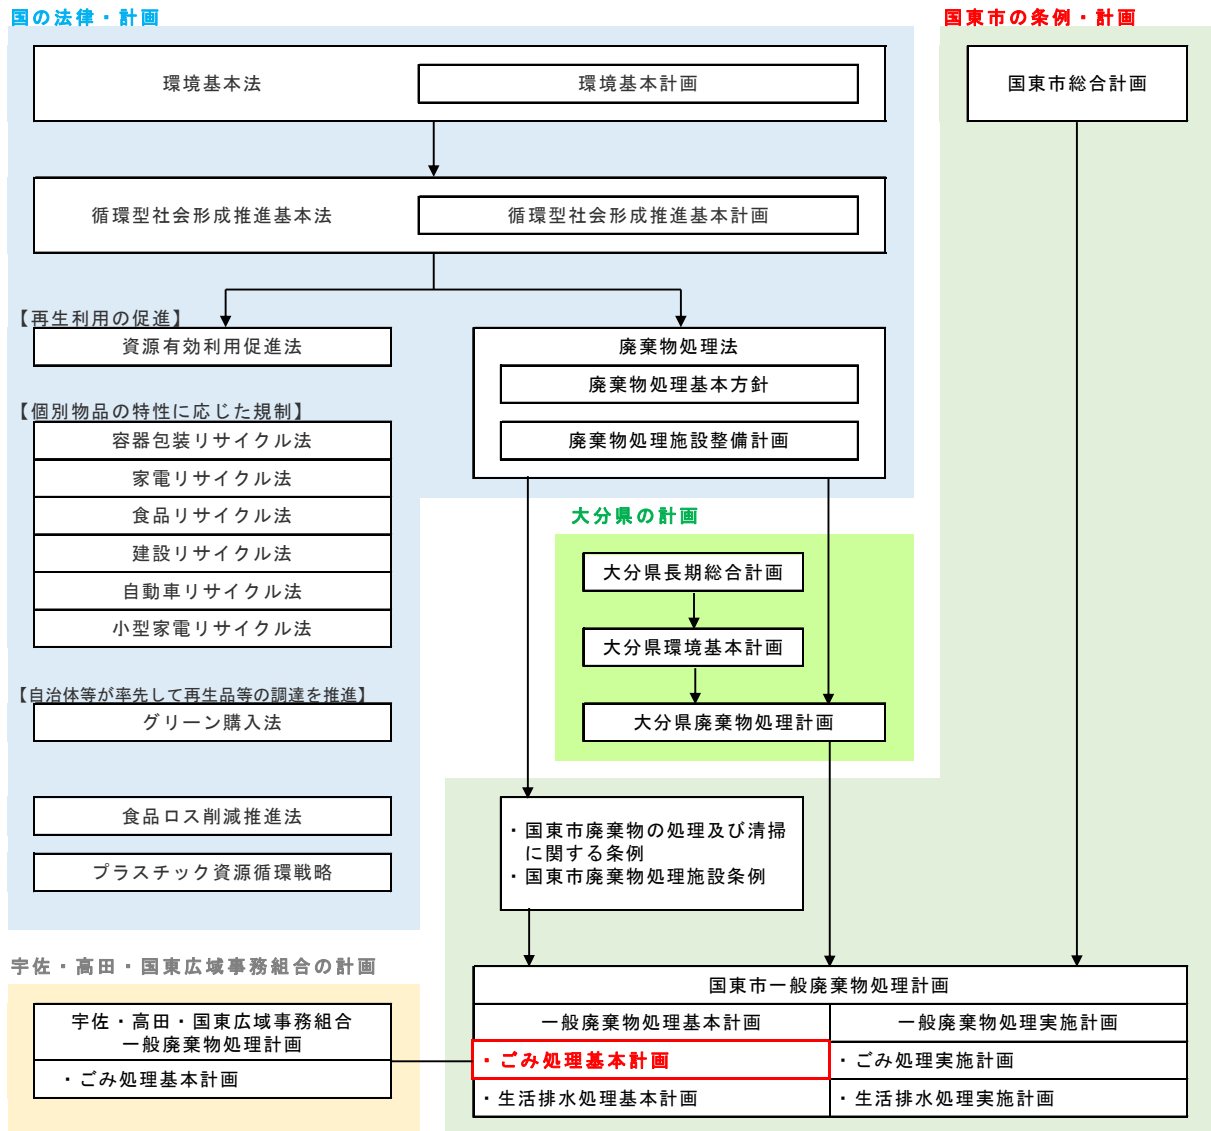 国の法律・計画
国東市の条例・計画
環境基本法
環境基本計画
国東市総合計画
循環型社会形成推進基本法
循環型社会形成推進基本計画
【再生利用の促進】
資源有効利用促進法
廃棄物処理法
廃棄物処理基本方針
廃棄物処理施設整備計画
【個別物品の特性に応じた規制】
容器包装リサイクル法
家電リサイクル法
食品リサイクル法
建設リサイクル法
自動車リサイクル法
小型家電リサイクル法
大分県の計画
大分県長期総合計画
大分県環境基本計画
大分県廃棄物処理計画
【自治体等が率先して再生品等の調達を推進】
グリーン購入法
食品ロス削減推進法
プラスチック資源循環戦略
・国東市廃棄物の処理及び清掃
に関する条例
・国東市廃棄物処理施設条例
宇佐・高田・国東広域事務組合の計画
宇佐・高田・国東広域事務組合
一般廃棄物処理計画
・ごみ処理基本計画
国東市一般廃棄物処理計画
一般廃棄物処理基本計画
一般廃棄物処理実施計画
・ごみ処理基本計画
・ごみ処理実施計画
・生活排水処理基本計画
・生活排水処理実施計画